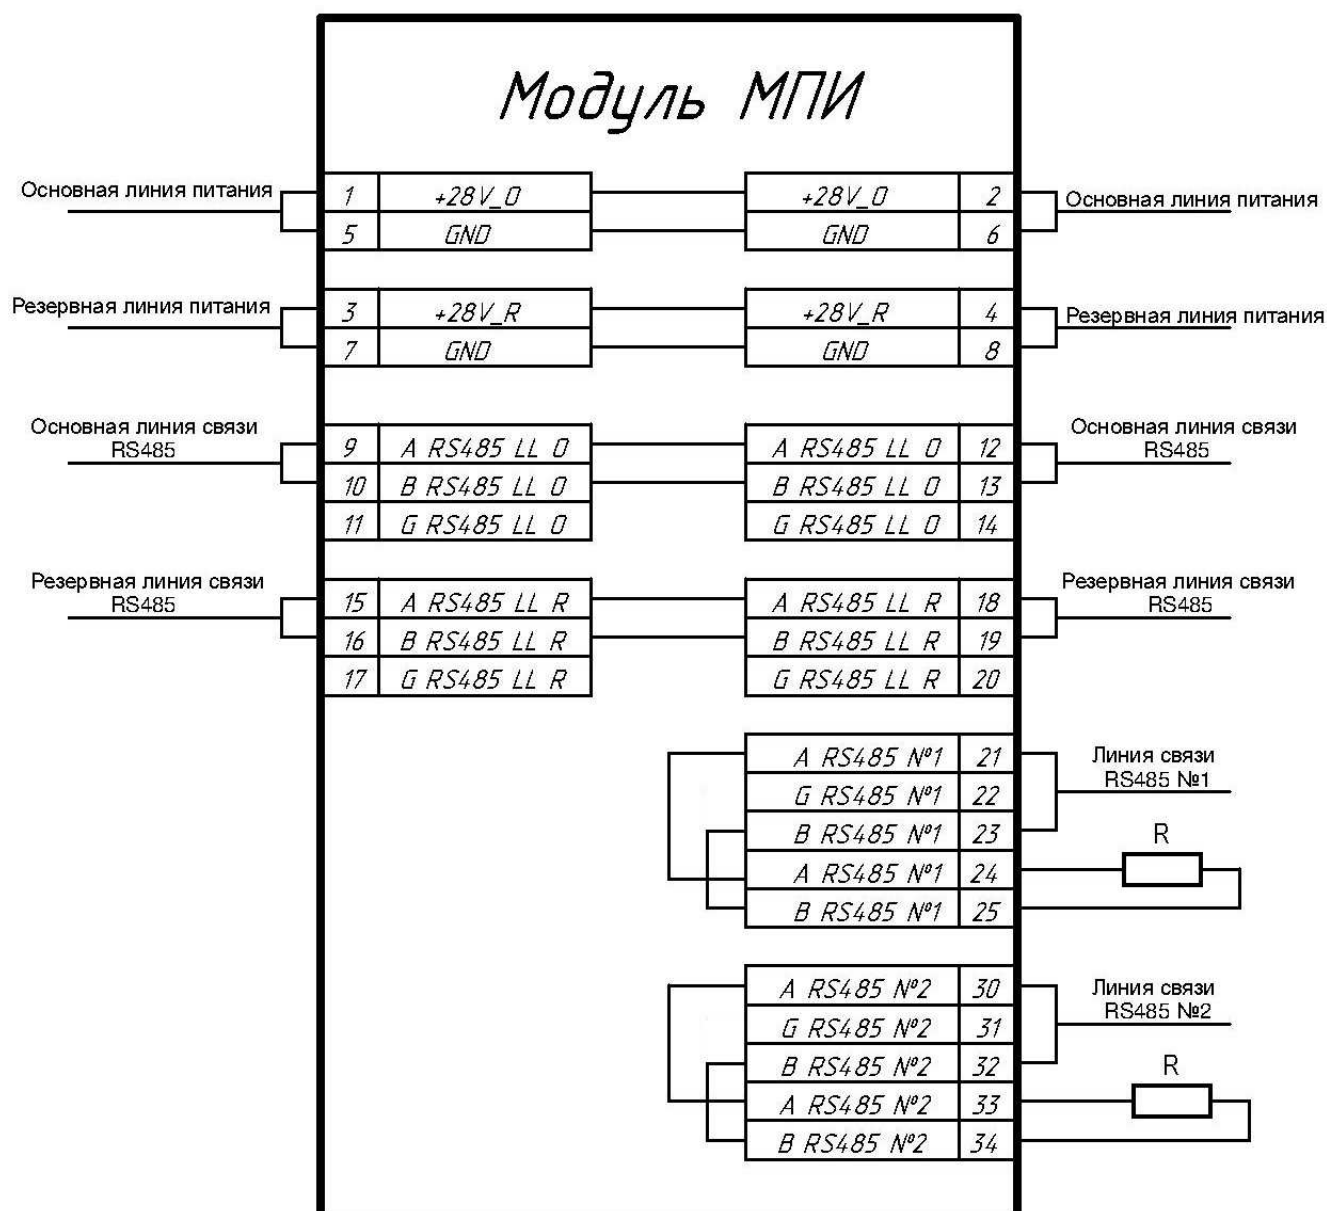 Модуль МПИ
Основная линия питания
1 +28V_O
+28V_O 2
Основная линия питания
5 GND
GND 6
Резервная линия питания
3 +28V_R
+28V_R 4
Резервная линия питания
7 GND
GND 8
Основная линия связи
RS485
9 A RS485 LL O
A RS485 LL O 12
Основная линия связи
RS485
10 B RS485 LL O
B RS485 LL O 13
11 G RS485 LL O
G RS485 LL O 14
Резервная линия связи
RS485
15 A RS485 LL R
A RS485 LL R 18
Резервная линия связи
RS485
16 B RS485 LL R
B RS485 LL R 19
17 G RS485 LL R
G RS485 LL R 20
A RS485 №1 21
Линия связи
RS485 №1
G RS485 №1 22
B RS485 №1 23
R
A RS485 №1 24
B RS485 №1 25
A RS485 №2 30
Линия связи
RS485 №2
G RS485 №2 31
B RS485 №2 32
R
A RS485 №2 33
B RS485 №2 34